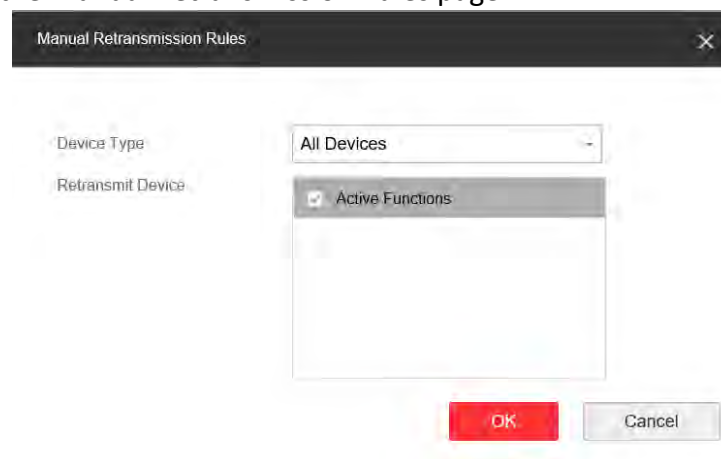 Manual Retransmission Rules
Device Type
All Devices
Retransmit Device
Active Functions
OK
Cancel